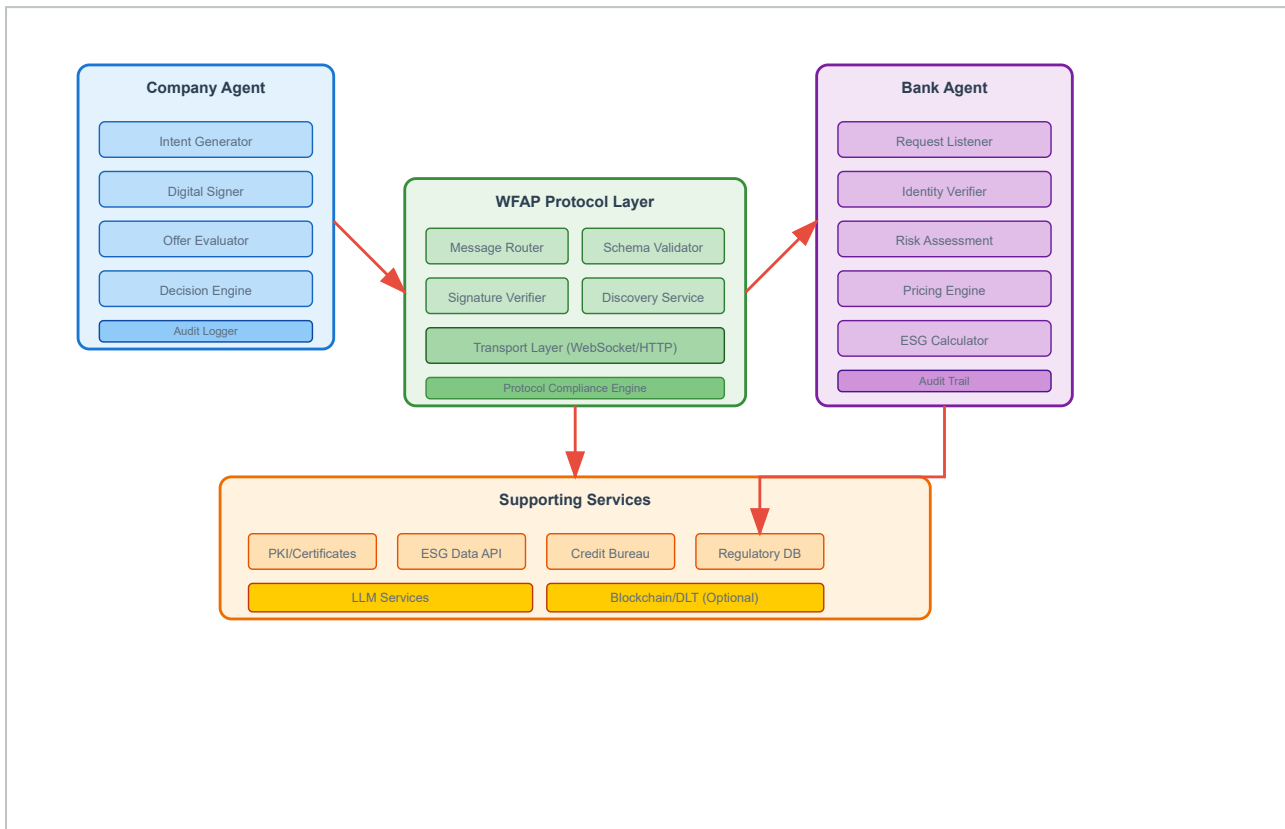 Company Agent
Intent Generator
Digital Signer
Offer Evaluator
Decision Engine
Audit Logger
WFAP Protocol Layer
Message Router
Schema Validator
Signature Verifier
Discovery Service
Transport Layer (WebSocket/HTTP)
Protocol Compliance Engine
Bank Agent
Request Listener
Identity Verifier
Risk Assessment
Pricing Engine
ESG Calculator
Audit Trail
Supporting Services
PKI/Certificates
ESG Data API
Credit Bureau
Regulatory DB
LLM Services
Blockchain/DLT (Optional)